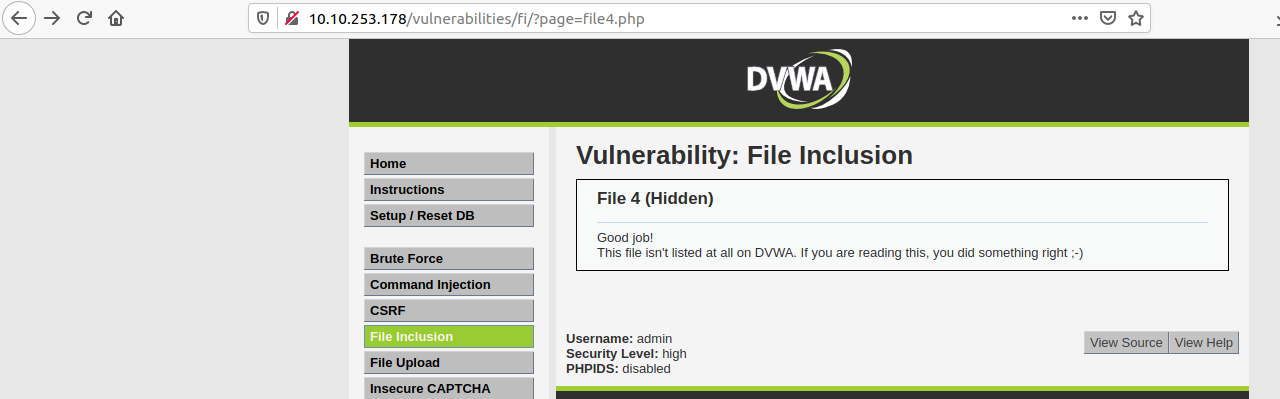 10.10.253.178/vulnerabilities/fi/?page=file4.php
DVWA
Home
Instructions
Setup / Reset DB
Brute Force
Command Injection
CSRF
File Inclusion
File Upload
Insecure CAPTCHA
Vulnerability: File Inclusion
File 4 (Hidden)
Good job!
This file isn't listed at all on DVWA. If you are reading this, you did something right ;-)
Username: admin
Security Level: high
PHPIDS: disabled
View Source View Help